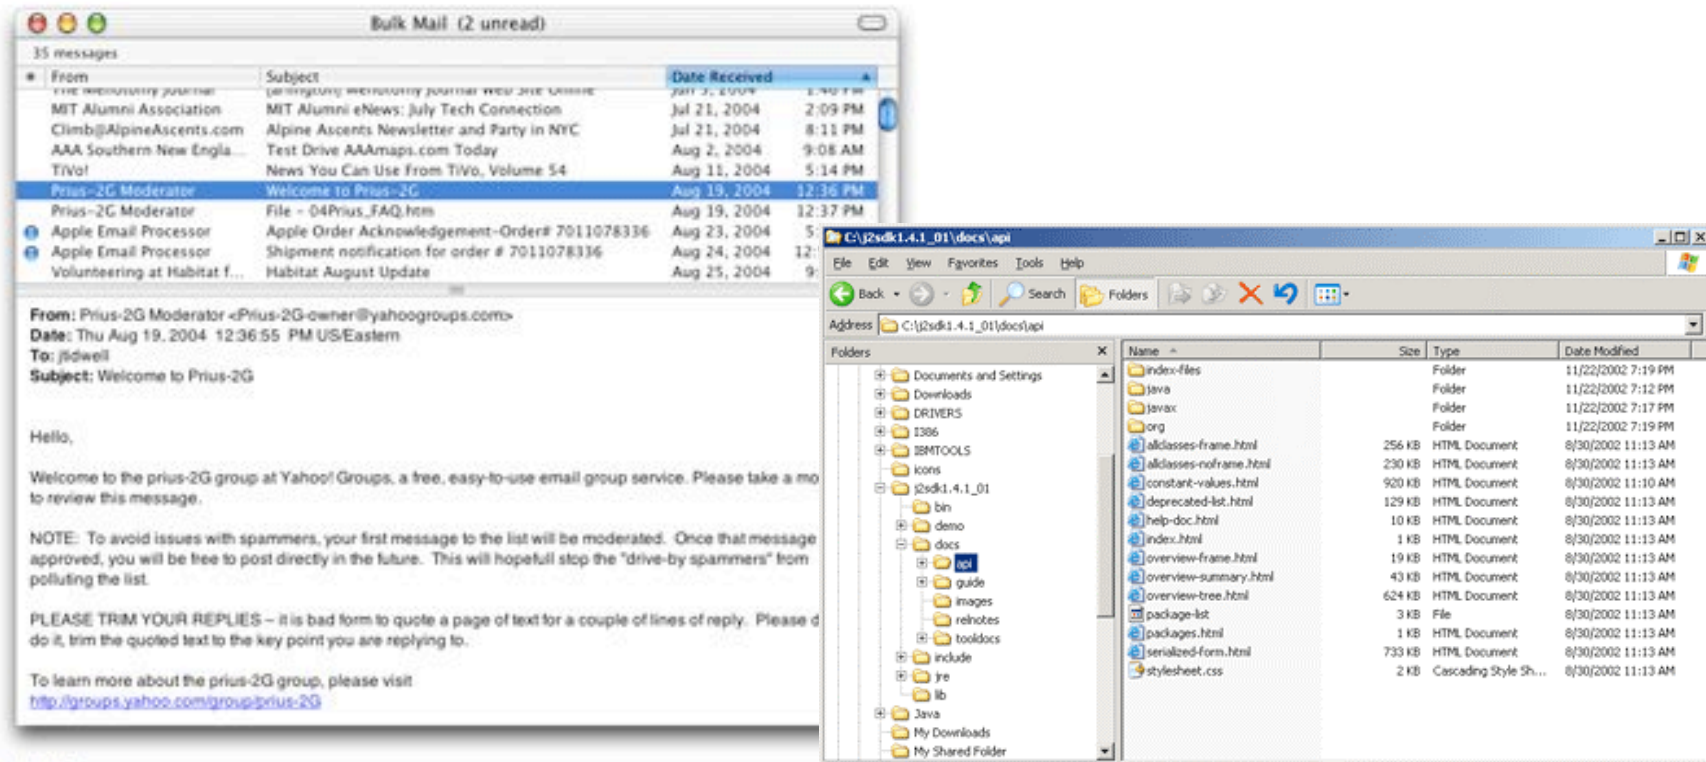 Bulk Mail (2 unread)
35 messages
From Subject Date Received
The Menotomy Journal [arlington] Menotomy Journal Web Site Online Jan 5, 2004 1:40 PM
MIT Alumni Association MIT Alumni eNews: July Tech Connection Jul 21, 2004 2:09 PM
Climb@AlpineAscents.com Alpine Ascents Newsletter and Party in NYC Jul 21, 2004 8:11 PM
AAA Southern New Engla... Test Drive AAAmaps.com Today Aug 2, 2004 9:08 AM
TiVo! News You Can Use From TiVo, Volume 54 Aug 11, 2004 5:14 PM
Prius-2G Moderator Welcome to Prius-2G Aug 19, 2004 12:36 PM
Prius-2G Moderator File - 04Prius_FAQ.htm Aug 19, 2004 12:37 PM
Apple Email Processor Apple Order Acknowledgement-Order# 7011078336 Aug 23, 2004 5:
Apple Email Processor Shipment notification for order # 7011078336 Aug 24, 2004 12:
Volunteering at Habitat f... Habitat August Update Aug 25, 2004 9:
From: Prius-2G Moderator <Prius-2G-owner@yahoogroups.com>
Date: Thu Aug 19, 2004 12:36:55 PM US/Eastern
To: jtidwell
Subject: Welcome to Prius-2G
Hello,
Welcome to the prius-2G group at Yahoo! Groups, a free, easy-to-use email group service. Please take a mo
to review this message.
NOTE: To avoid issues with spammers, your first message to the list will be moderated. Once that message
approved, you will be free to post directly in the future. This will hopefull stop the "drive-by spammers" from
polluting the list.
PLEASE TRIM YOUR REPLIES – it is bad form to quote a page of text for a couple of lines of reply. Please d
do it, trim the quoted text to the key point you are replying to.
To learn more about the prius-2G group, please visit
http://groups.yahoo.com/group/prius-2G
C:\j2sdk1.4.1_01\docs\api
File Edit View Favorites Tools Help
Back Search Folders
Address C:\j2sdk1.4.1_01\docs\api
Folders X
Documents and Settings
Downloads
DRIVERS
I386
IBMTOOLS
icons
j2sdk1.4.1_01
bin
demo
docs
api
guide
images
relnotes
tooldocs
include
jre
lib
Java
My Downloads
My Shared Folder
Name Size Type Date Modified
index-files Folder 11/22/2002 7:19 PM
java Folder 11/22/2002 7:12 PM
javax Folder 11/22/2002 7:17 PM
org Folder 11/22/2002 7:19 PM
allclasses-frame.html 256 KB HTML Document 8/30/2002 11:13 AM
allclasses-noframe.html 230 KB HTML Document 8/30/2002 11:13 AM
constant-values.html 920 KB HTML Document 8/30/2002 11:10 AM
deprecated-list.html 129 KB HTML Document 8/30/2002 11:13 AM
help-doc.html 10 KB HTML Document 8/30/2002 11:13 AM
index.html 1 KB HTML Document 8/30/2002 11:13 AM
overview-frame.html 19 KB HTML Document 8/30/2002 11:13 AM
overview-summary.html 43 KB HTML Document 8/30/2002 11:13 AM
overview-tree.html 624 KB HTML Document 8/30/2002 11:13 AM
package-list 3 KB File 8/30/2002 11:13 AM
packages.html 1 KB HTML Document 8/30/2002 11:13 AM
serialized-form.html 733 KB HTML Document 8/30/2002 11:13 AM
stylesheet.css 2 KB Cascading Style Sh... 8/30/2002 11:13 AM